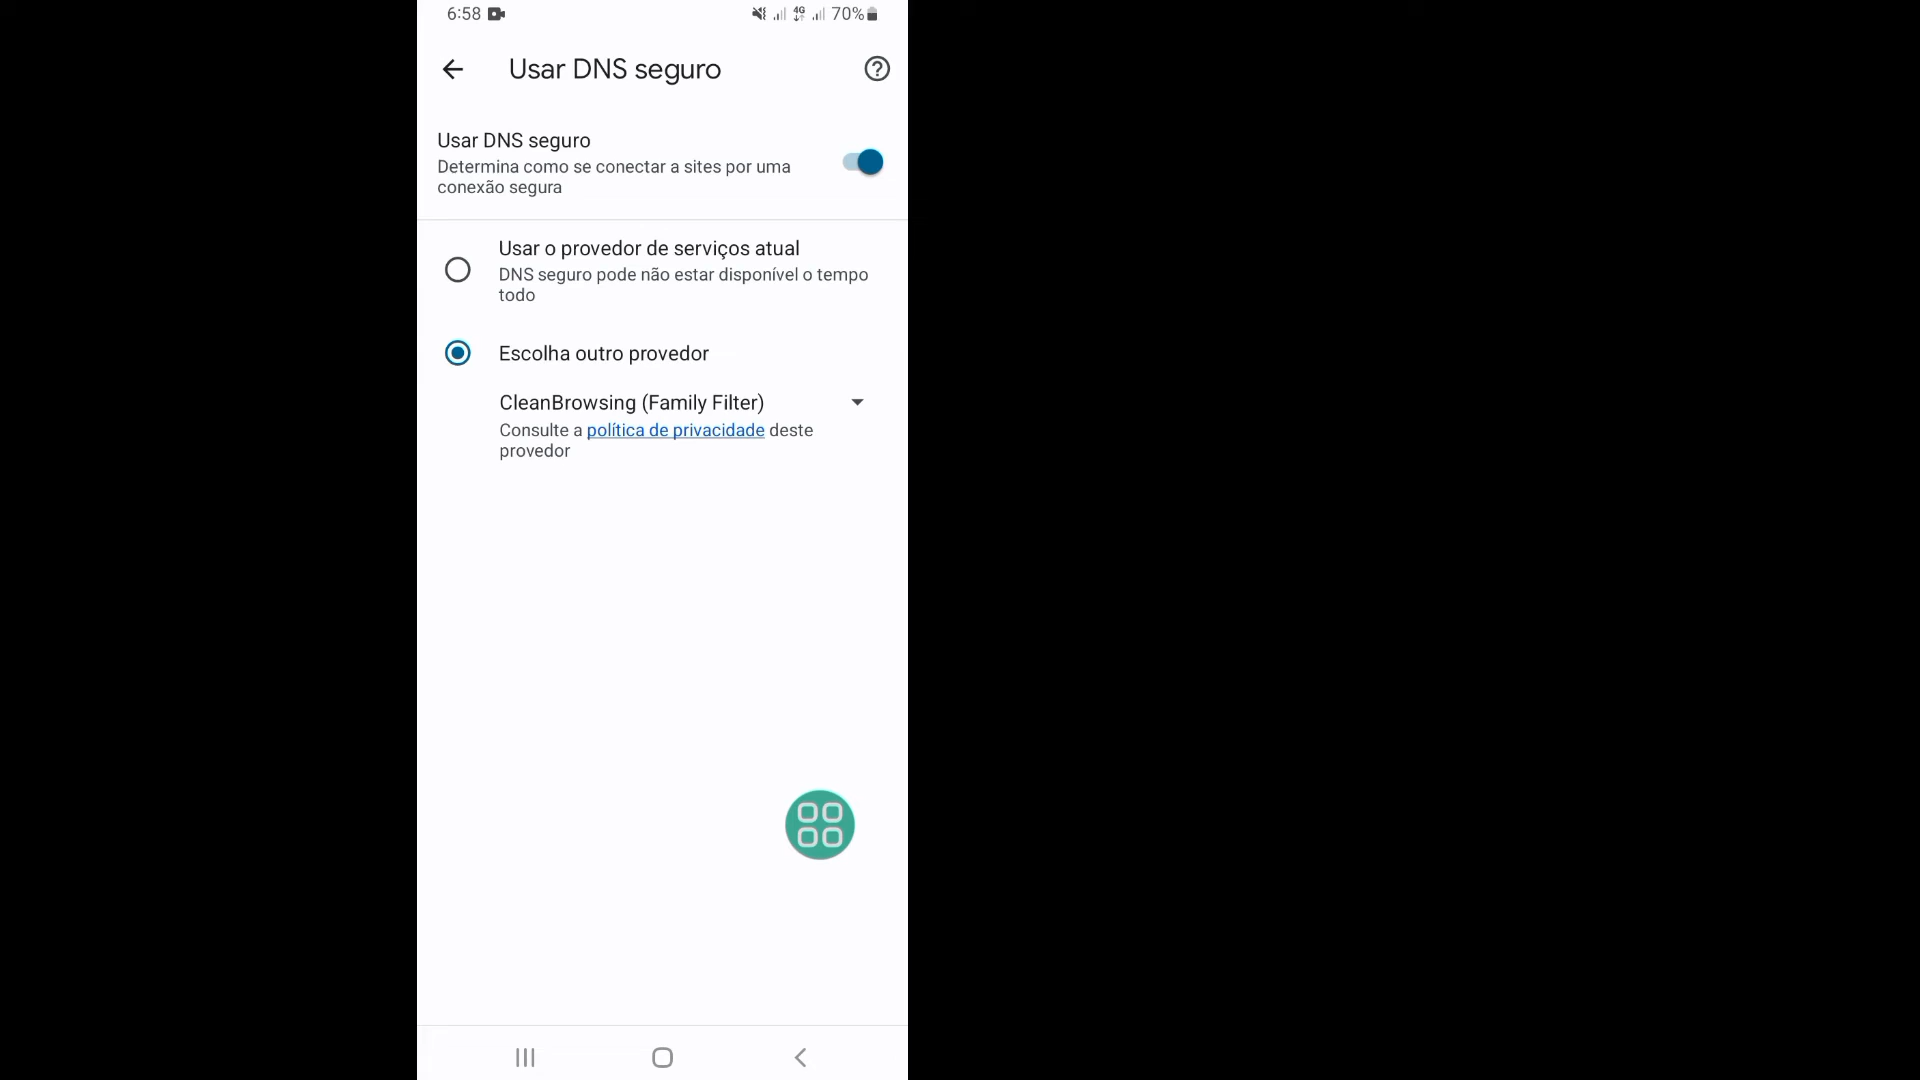 6:58
4G
70%
Usar DNS seguro
Usar DNS seguro
Determina como se conectar a sites por uma
conexão segura
Usar o provedor de serviços atual
DNS seguro pode não estar disponível o tempo
todo
Escolha outro provedor
CleanBrowsing (Family Filter)
Consulte a política de privacidade deste
provedor